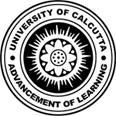 UNIVERSITY OF CALCUTTA
ADVANCEMENT OF LEARNING